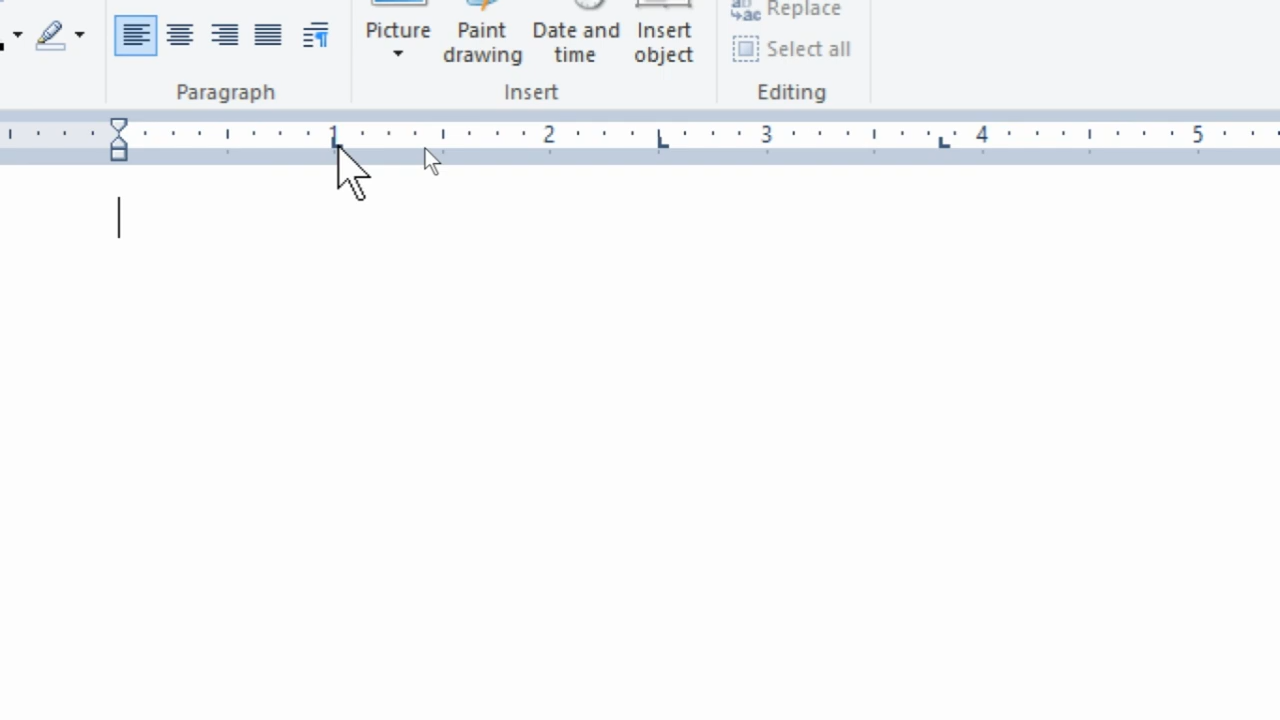 Replace
Picture Paint drawing Date and time Insert object
Select all
Paragraph Insert Editing
1 2 3 4 5